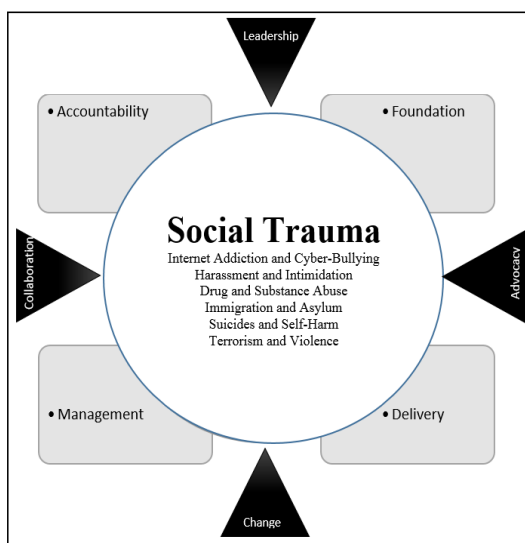 Leadership
• Accountability
• Foundation
Social Trauma
Internet Addiction and Cyber-Bullying
Harassment and Intimidation
Drug and Substance Abuse
Immigration and Asylum
Suicides and Self-Harm
Terrorism and Violence
Collaboration
Advocacy
• Management
• Delivery
Change